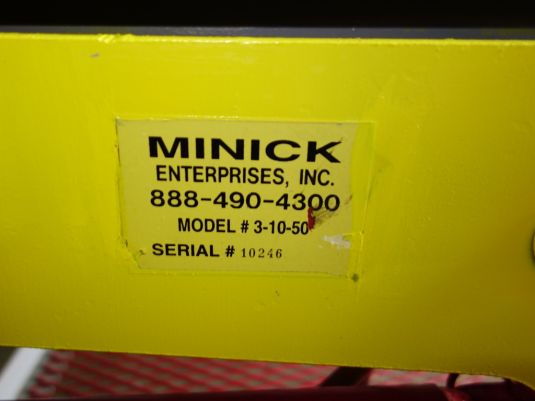 MINICK
ENTERPRISES, INC.
888-490-4300
MODEL # 3-10-50
SERIAL # 10246